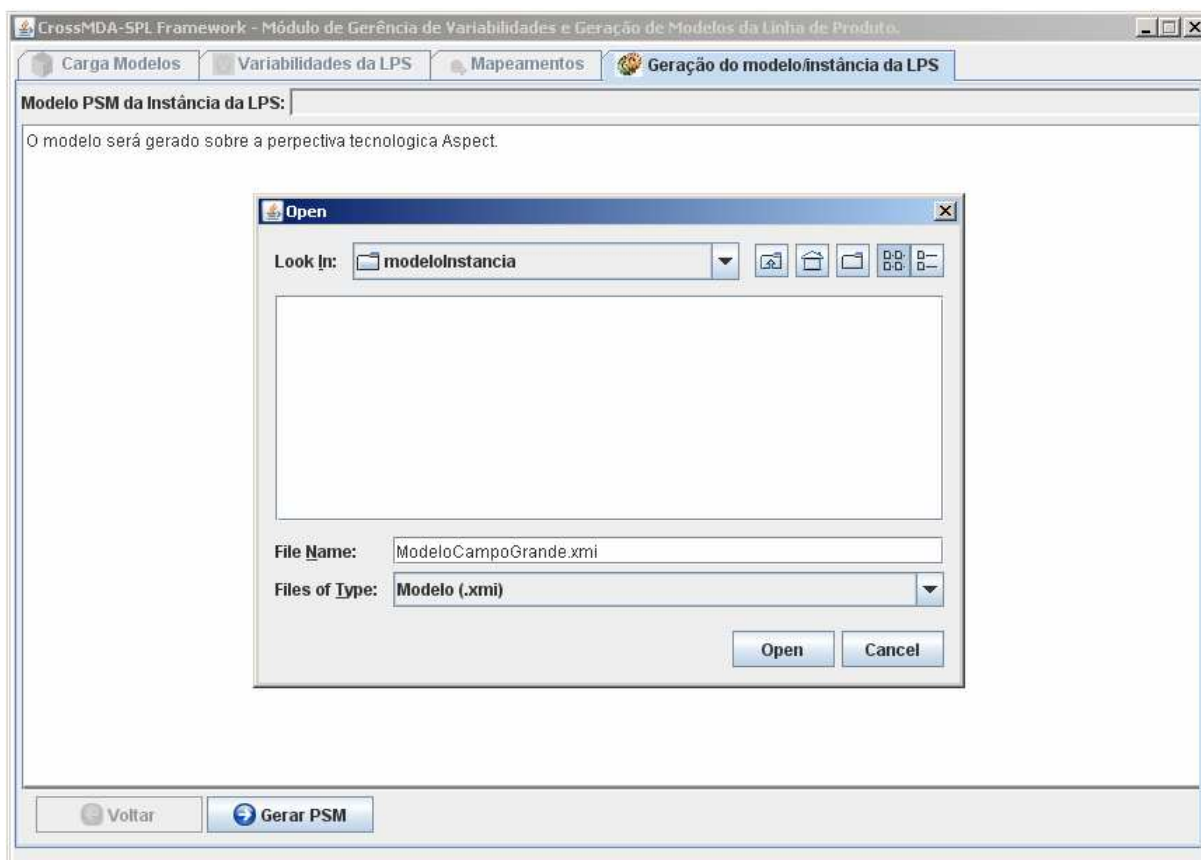 CrossMDA-SPL Framework - Módulo de Gerência de Variabilidades e Geração de Modelos da Linha de Produto.
Carga Modelos Variabilidades da LPS Mapeamentos Geração do modelo/instância da LPS
Modelo PSM da Instância da LPS:
O modelo será gerado sobre a perpectiva tecnologica Aspect.
Open
Look In: modeloInstancia
File Name: ModeloCampoGrande.xmi
Files of Type: Modelo (.xmi)
Open Cancel
Voltar Gerar PSM